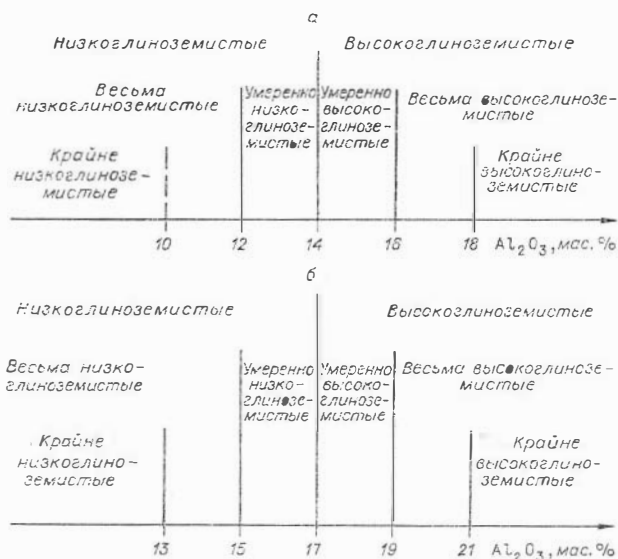 а
Низкоглиноземистые Высокоглиноземистые
Весьма
низкоглиноземистые
Умеренно
низко-
глинозе-
мистые
Умеренно
высоко-
глинозе-
мистые
Весьма высокоглинозе-
мистые
Крайне
низкоглинозе-
мистые
Крайне
высокоглино-
земистые
10 12 14 16 18 Al₂O₃, мас. %
б
Низкоглиноземистые Высокоглиноземистые
Весьма низко-
глиноземистые
Умеренно
низко-
глинозе-
мистые
Умеренно
высоко-
глинозе-
мистые
Весьма высокоглинозе-
мистые
Крайне
низкоглино-
земистые
Крайне
высокоглино-
земистые
13 15 17 19 21 Al₂O₃, мас. %